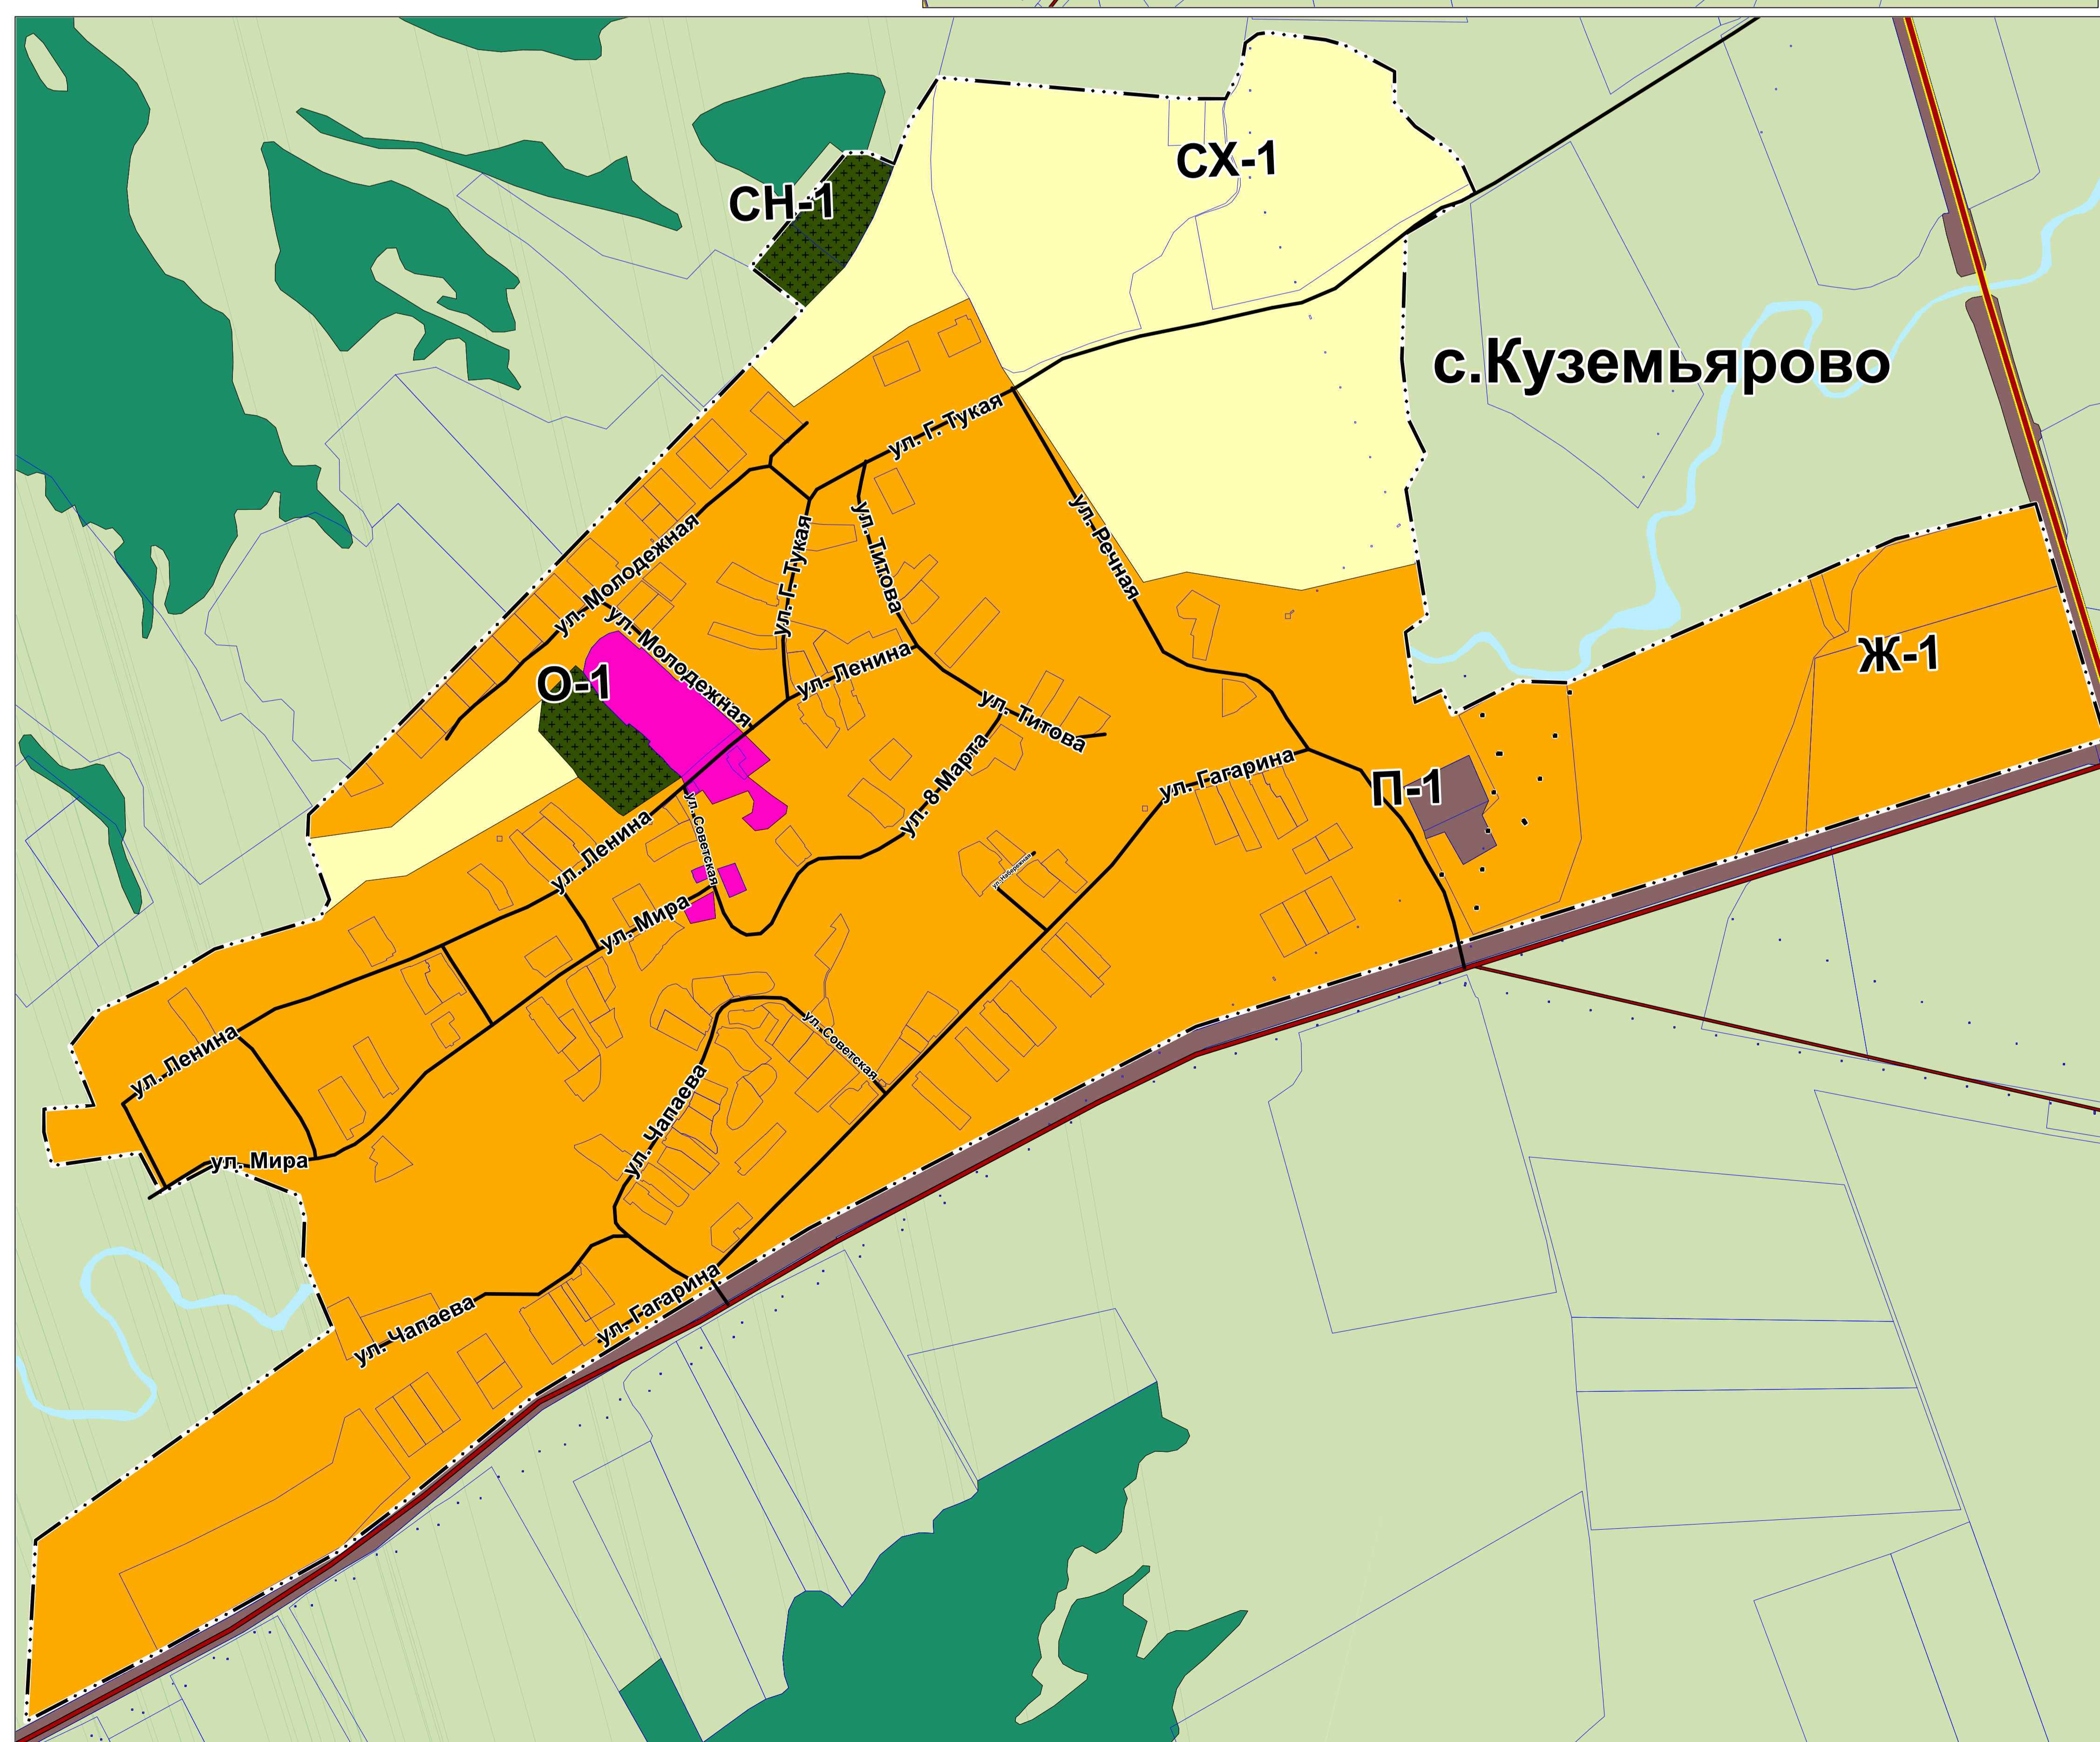 СХ-1
СН-1
с.Куземьярово
ул. Г. Тукая
ул. Молодежная
ул. Г. Тукая
ул. Титова
ул. Речная
ул. Молодежная
О-1
ул. Ленина
Ж-1
ул. Титова
ул. 8 Марта
ул. Гагарина
П-1
ул. Советская
ул. Ленина
ул. Набережная
ул. Мира
ул. Ленина
ул. Советская
ул. Чапаева
ул. Мира
ул. Чапаева
ул. Гагарина